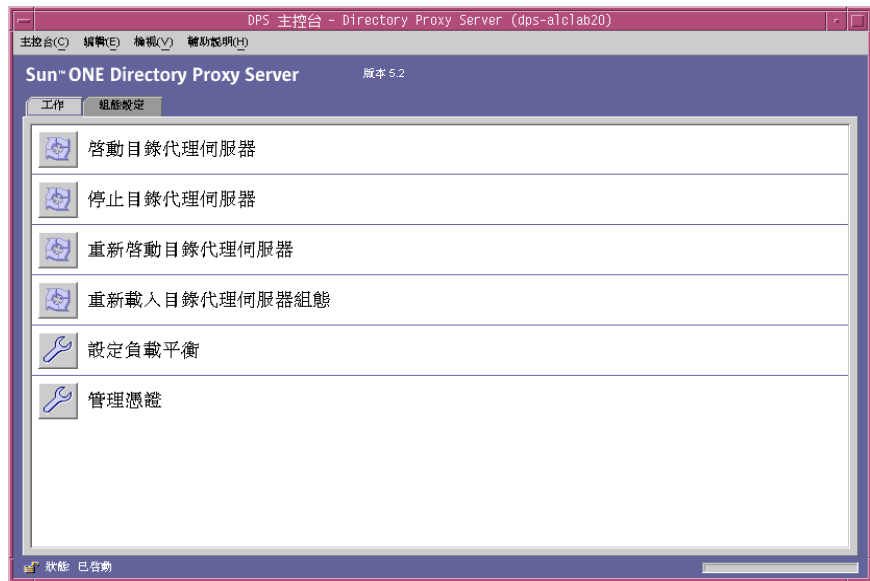 DPS 主控台 - Directory Proxy Server (dps-alclab20)
主控台(C) 編輯(E) 檢視(V) 輔助說明(H)
Sun™ ONE Directory Proxy Server 版本 5.2
工作 組態設定
啓動目錄代理伺服器
停止目錄代理伺服器
重新啓動目錄代理伺服器
重新載入目錄代理伺服器組態
設定負載平衡
管理憑證
狀態: 已啓動